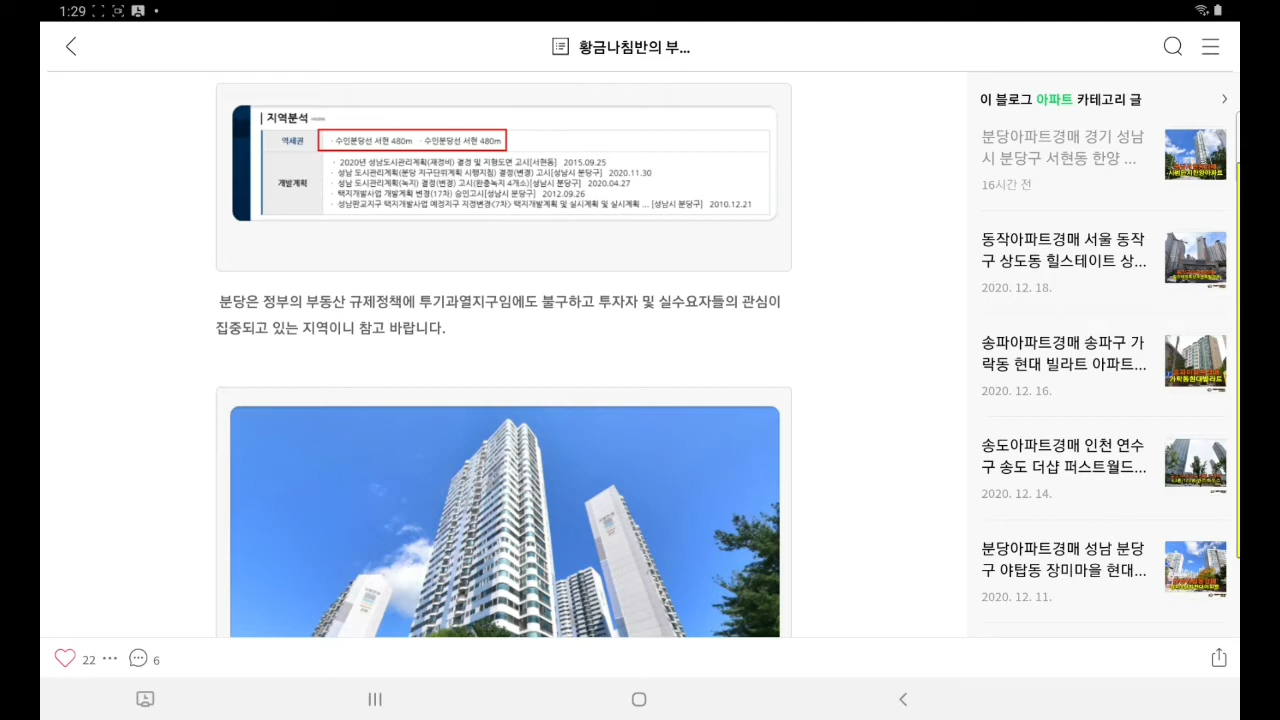 1:29
황금나침반의 부...
지역분석
역세권
· 수인분당선 서현 480m · 수인분당선 서현 480m
개발계획
· 2020년 성남도시관리계획(재정비) 결정 및 지형도면 고시[서현동] 2015.09.25
· 성남 도시관리계획(분당 지구단위계획 시행지침) 결정(변경) 고시[성남시 분당구] 2020.11.30
· 성남 도시관리계획(녹지) 결정(변경) 고시(완충녹지 4개소)[성남시 분당구] 2020.04.27
· 택지개발사업 개발계획 변경(17차) 승인고시[성남시 분당구] 2012.09.26
· 성남판교지구 택지개발사업 예정지구 지정변경<7차> 택지개발계획 및 실시계획 및 실시계획 ... [성남시 분당구] 2010.12.21
분당은 정부의 부동산 규제정책에 투기과열지구임에도 불구하고 투자자 및 실수요자들의 관심이
집중되고 있는 지역이니 참고 바랍니다.
이 블로그 아파트 카테고리 글
분당아파트경매 경기 성남
시 분당구 서현동 한양 ...
16시간 전
동작아파트경매 서울 동작
구 상도동 힐스테이트 상...
2020. 12. 18.
송파아파트경매 송파구 가
락동 현대 빌라트 아파트...
2020. 12. 16.
가락동현대빌라트
송도아파트경매 인천 연수
구 송도 더샵 퍼스트월드...
2020. 12. 14.
분당아파트경매 성남 분당
구 야탑동 장미마을 현대...
2020. 12. 11.
22
6